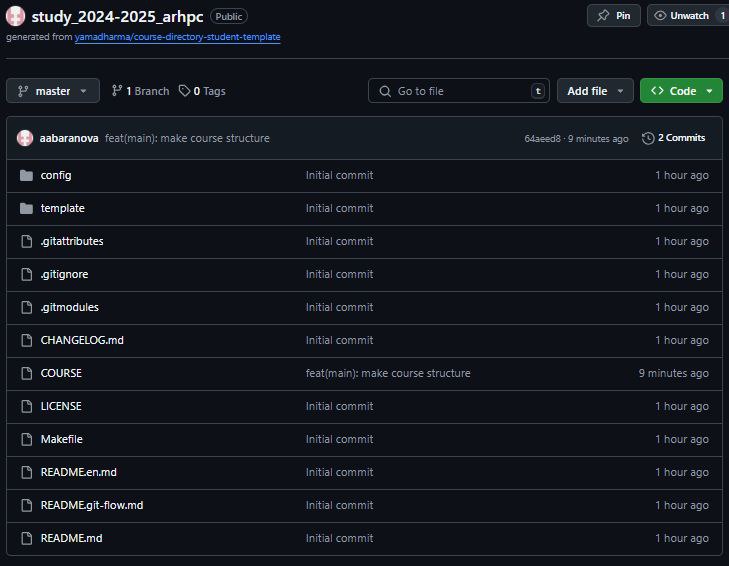 study_2024-2025_arhpc Public Pin Unwatch 1
generated from yamadharma/course-directory-student-template
master 1 Branch 0 Tags Go to file t Add file Code
aabaranova feat(main): make course structure 64aeed8 · 9 minutes ago 2 Commits
config Initial commit 1 hour ago
template Initial commit 1 hour ago
.gitattributes Initial commit 1 hour ago
.gitignore Initial commit 1 hour ago
.gitmodules Initial commit 1 hour ago
CHANGELOG.md Initial commit 1 hour ago
COURSE feat(main): make course structure 9 minutes ago
LICENSE Initial commit 1 hour ago
Makefile Initial commit 1 hour ago
README.en.md Initial commit 1 hour ago
README.git-flow.md Initial commit 1 hour ago
README.md Initial commit 1 hour ago